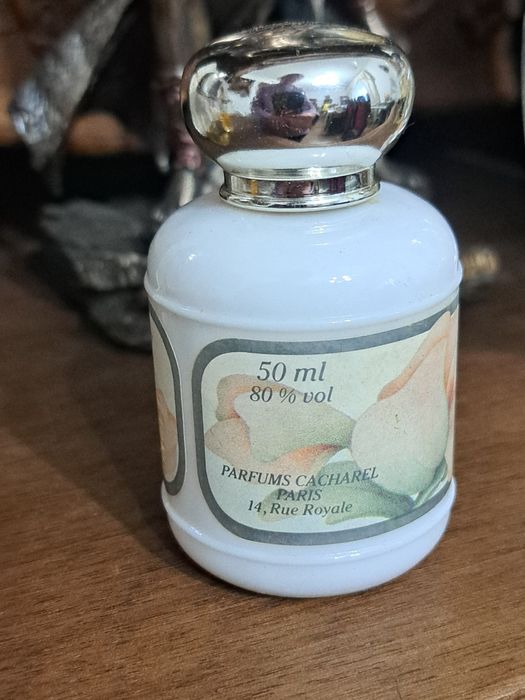 50 ml
80 % vol
PARFUMS CACHAREL
PARIS
14, Rue Royale